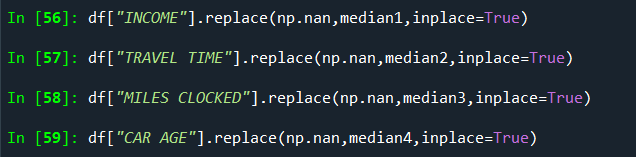 In [56]: df["INCOME"].replace(np.nan,median1,inplace=True)
In [57]: df["TRAVEL TIME"].replace(np.nan,median2,inplace=True)
In [58]: df["MILES CLOCKED"].replace(np.nan,median3,inplace=True)
In [59]: df["CAR AGE"].replace(np.nan,median4,inplace=True)